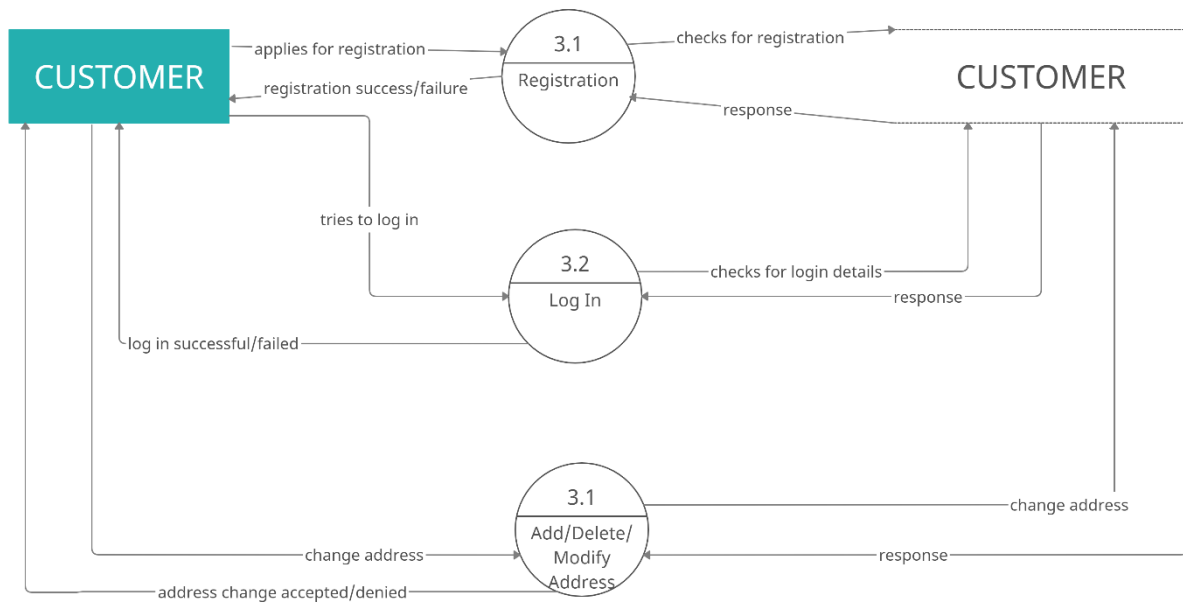 applies for registration
3.1
checks for registration
CUSTOMER
Registration
CUSTOMER
registration success/failure
response
tries to log in
3.2
checks for login details
Log In
response
log in successful/failed
3.1
change address
Add/Delete/
Modify
Address
change address
response
address change accepted/denied